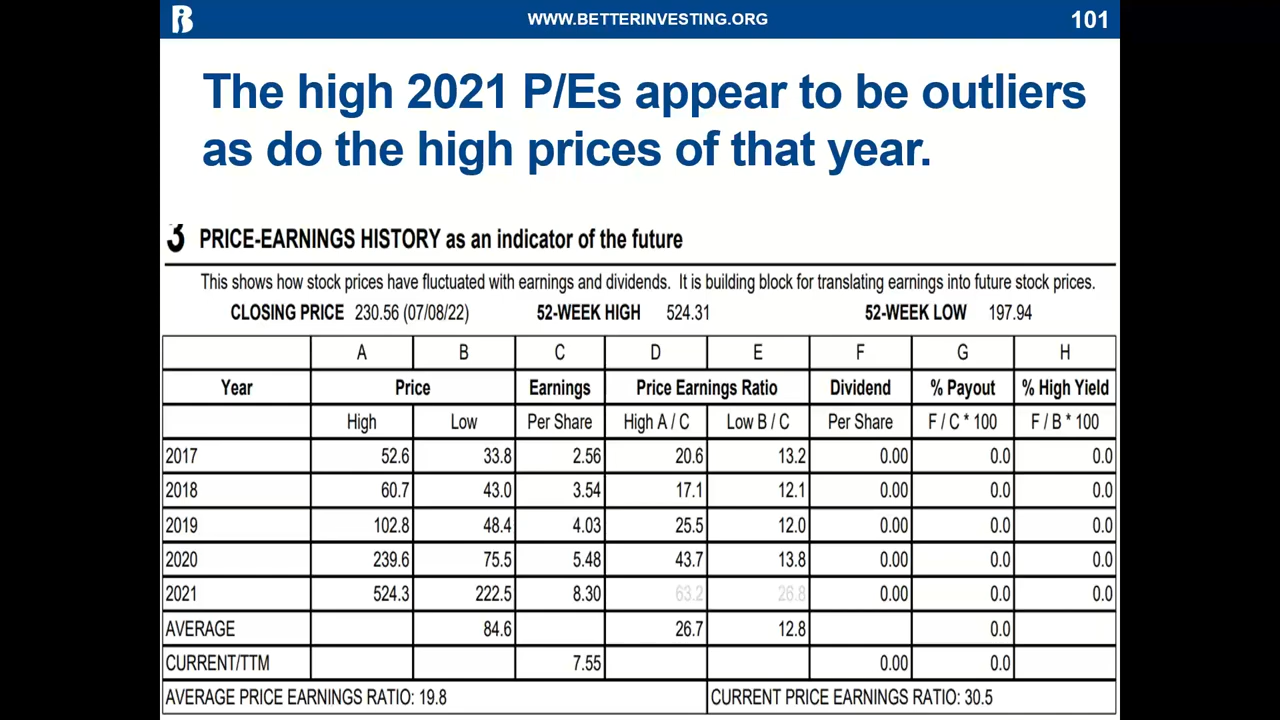 WWW.BETTERINVESTING.ORG 101
The high 2021 P/Es appear to be outliers
as do the high prices of that year.
3 PRICE-EARNINGS HISTORY as an indicator of the future
This shows how stock prices have fluctuated with earnings and dividends. It is building block for translating earnings into future stock prices.
CLOSING PRICE 230.56 (07/08/22) 52-WEEK HIGH 524.31 52-WEEK LOW 197.94
A B C D E F G H
Year Price Earnings Price Earnings Ratio Dividend % Payout % High Yield
High Low Per Share High A / C Low B / C Per Share F / C * 100 F / B * 100
2017 52.6 33.8 2.56 20.6 13.2 0.00 0.0 0.0
2018 60.7 43.0 3.54 17.1 12.1 0.00 0.0 0.0
2019 102.8 48.4 4.03 25.5 12.0 0.00 0.0 0.0
2020 239.6 75.5 5.48 43.7 13.8 0.00 0.0 0.0
2021 524.3 222.5 8.30 63.2 26.8 0.00 0.0 0.0
AVERAGE 84.6 26.7 12.8 0.0
CURRENT/TTM 7.55 0.00 0.0
AVERAGE PRICE EARNINGS RATIO: 19.8 CURRENT PRICE EARNINGS RATIO: 30.5